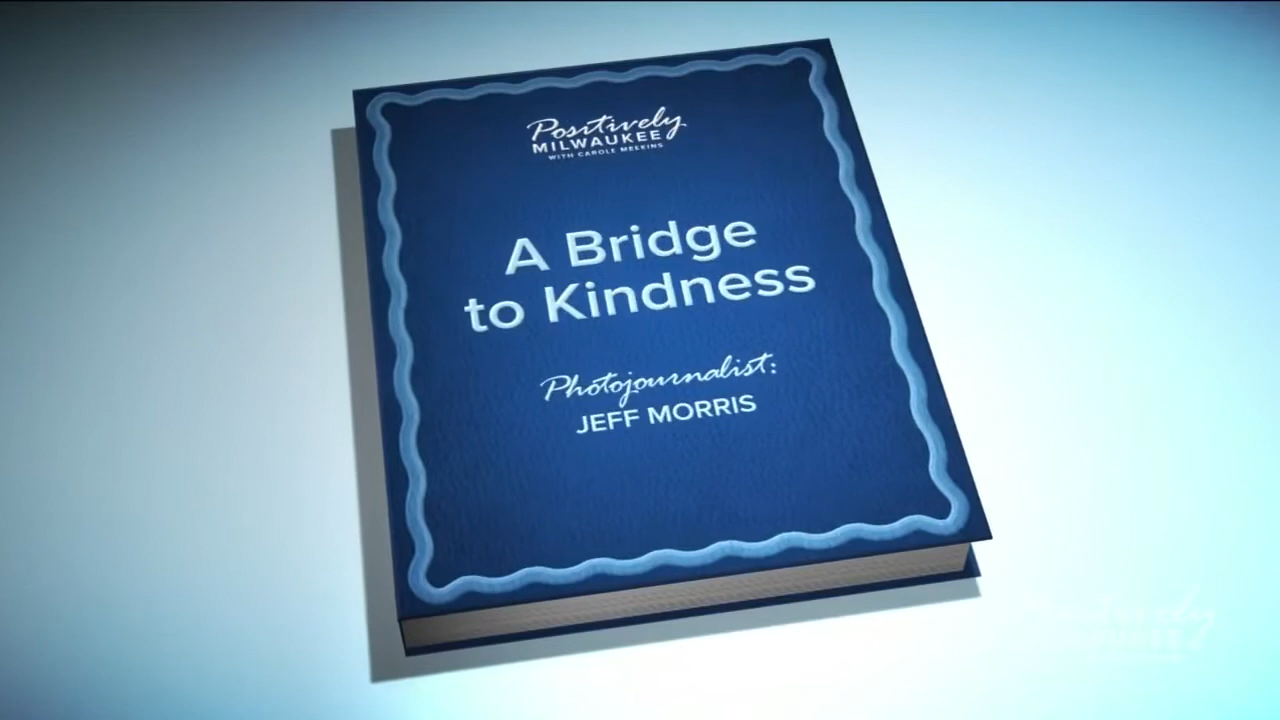 Positively
MILWAUKEE
WITH CAROLE MEEKINS
A Bridge
to Kindness
Photojournalist:
JEFF MORRIS